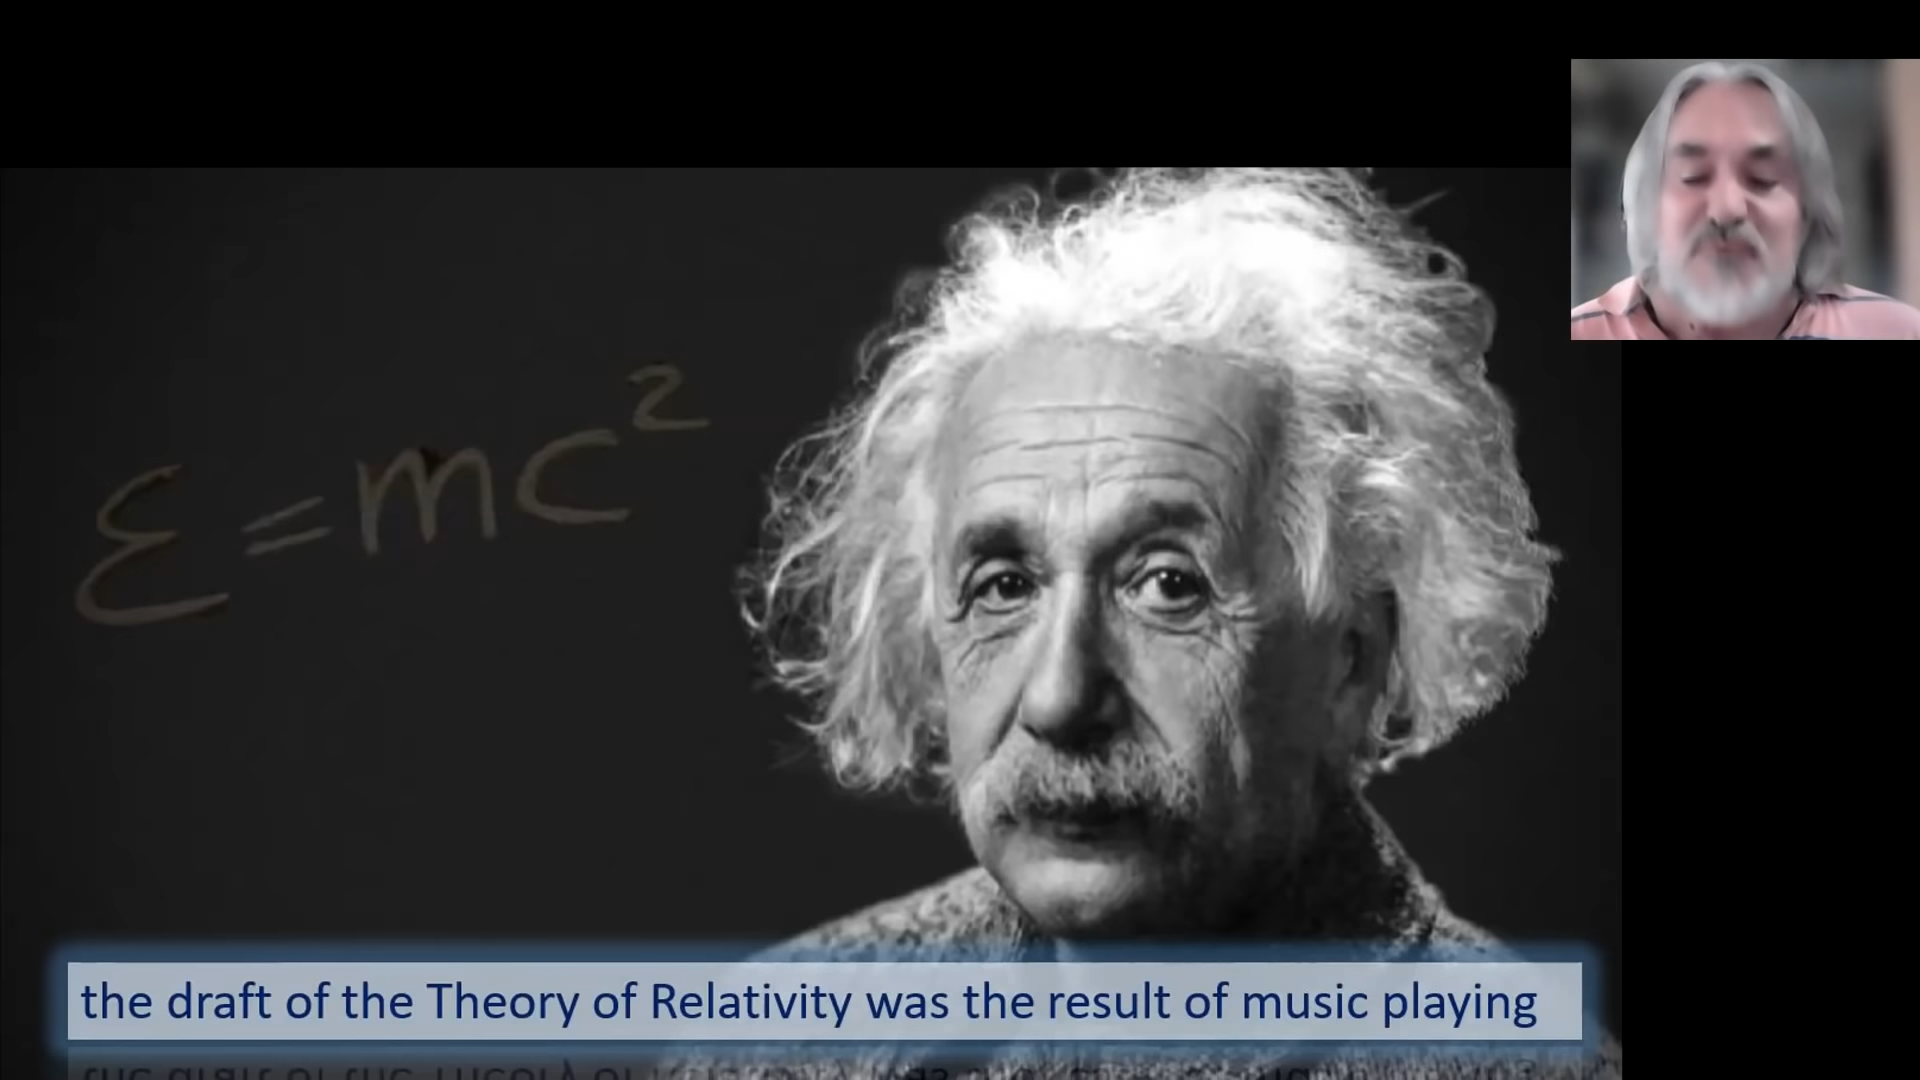 Ɛ=mc²
the draft of the Theory of Relativity was the result of music playing